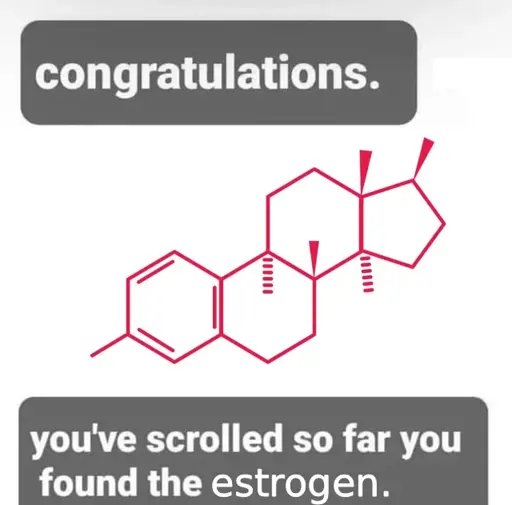 congratulations.
you've scrolled so far you
found the estrogen.